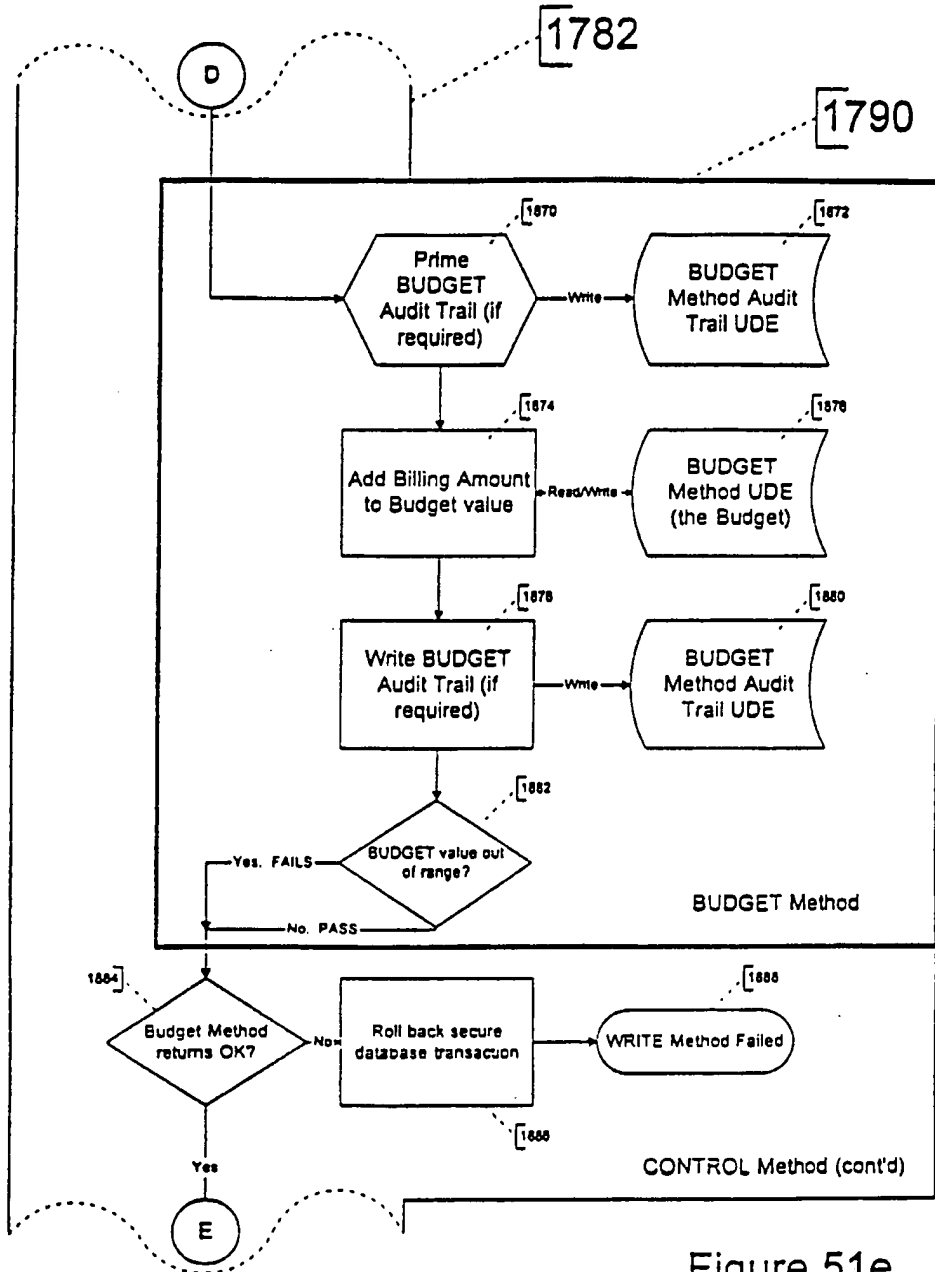 1782
1790
D
1870
Prime
BUDGET
Audit Trail (if
required)
Write
1872
BUDGET
Method Audit
Trail UDE
1874
Add Billing Amount
to Budget value
Read/Write
1876
BUDGET
Method UDE
(the Budget)
1878
Write BUDGET
Audit Trail (if
required)
Write
1880
BUDGET
Method Audit
Trail UDE
1882
BUDGET value out
of range?
Yes, FAILS
No, PASS
BUDGET Method
1884
Budget Method
returns OK?
No
Roll back secure
database transaction
1886
1888
WRITE Method Failed
Yes
CONTROL Method (cont'd)
E
Figure 51e